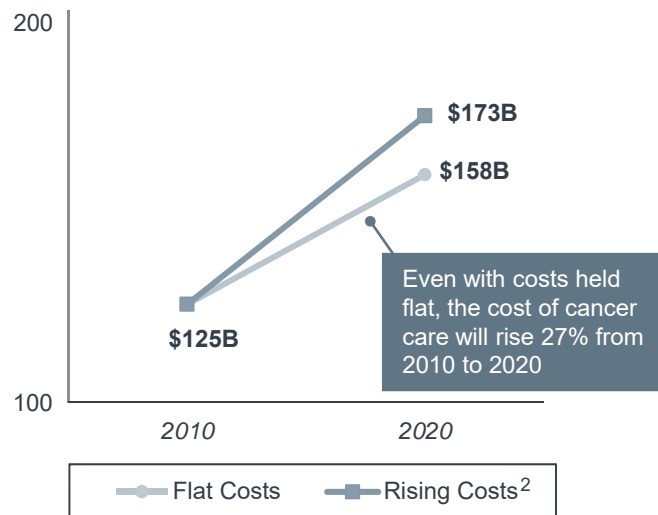 200
$173B
$158B
Even with costs held
flat, the cost of cancer
care will rise 27% from
2010 to 2020
$125B
100
2010 2020
Flat Costs Rising Costs²